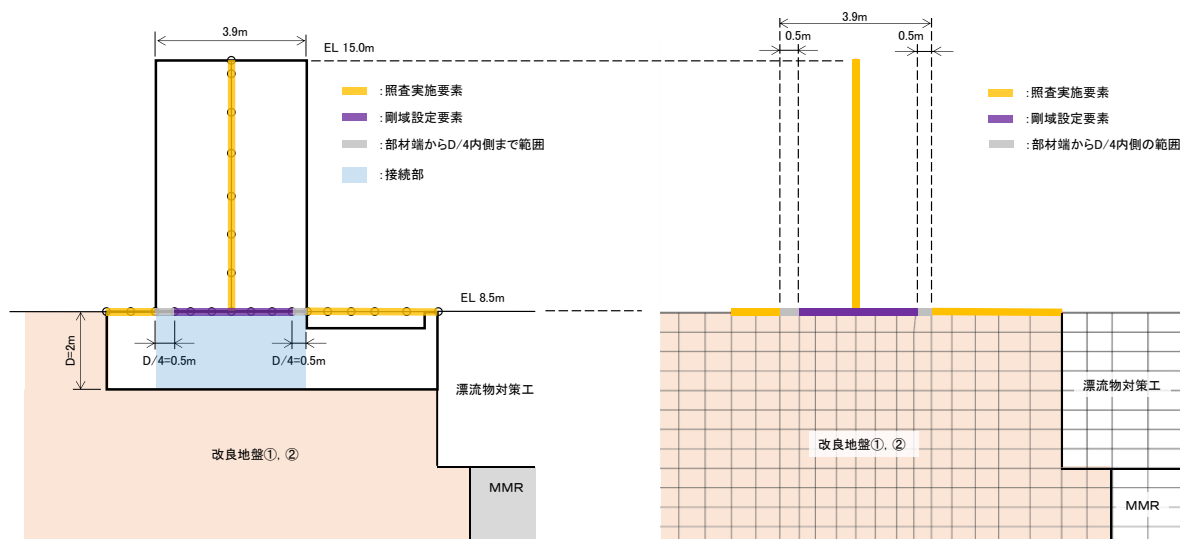 3.9m
EL 15.0m
:照査実施要素
:剛域設定要素
:部材端からD/4内側まで範囲
:接続部
EL 8.5m
D=2m
D/4=0.5m
D/4=0.5m
漂流物対策工
改良地盤①, ②
MMR
3.9m
0.5m
0.5m
:照査実施要素
:剛域設定要素
:部材端からD/4内側の範囲
漂流物対策工
改良地盤①, ②
MMR